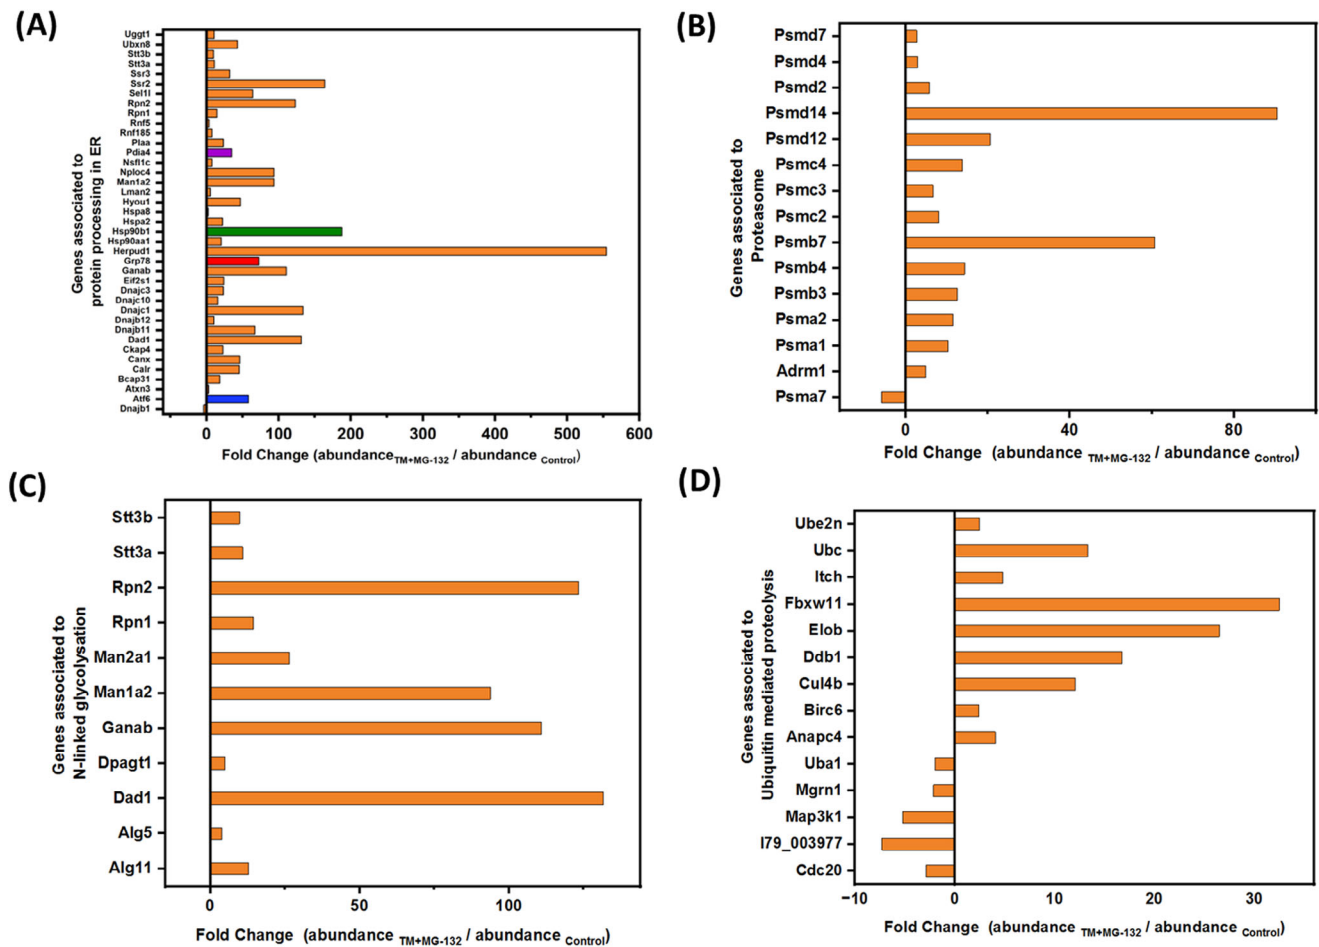 (A)
Uggt1
Ubxn8
Stt3b
Stt3a
Ssr3
Ssr2
Sel1l
Rpn2
Rpn1
Rnf5
Rnf185
Plaa
Pdia4
Nsfl1c
Nploc4
Man1a2
Lman2
Hyou1
Hspa8
Hspa2
Hsp90b1
Hsp90aa1
Herpud1
Grp78
Ganab
Eif2s1
Dnajc3
Dnajc10
Dnajc1
Dnajb12
Dnajb11
Dad1
Ckap4
Canx
Calr
Bcap31
Atxn3
Atf6
Dnajb1
Genes associated to
protein processing in ER
0 100 200 300 400 500 600
Fold Change (abundance TM+MG-132 / abundance Control)
(B)
Psmd7
Psmd4
Psmd2
Psmd14
Psmd12
Psmc4
Psmc3
Psmc2
Psmb7
Psmb4
Psmb3
Psma2
Psma1
Adrm1
Psma7
Genes associated to
Proteasome
0 40 80
Fold Change (abundance TM+MG-132 / abundance Control)
(C)
Stt3b
Stt3a
Rpn2
Rpn1
Man2a1
Man1a2
Ganab
Dpagt1
Dad1
Alg5
Alg11
Genes associated to
N-linked glycolysation
0 50 100
Fold Change (abundance TM+MG-132 / abundance Control)
(D)
Ube2n
Ubc
Itch
Fbxw11
Elob
Ddb1
Cul4b
Birc6
Anapc4
Uba1
Mgrn1
Map3k1
I79_003977
Cdc20
Genes associated to
Ubiquitin mediated proteolysis
−10 0 10 20 30
Fold Change (abundance TM+MG-132 / abundance Control)